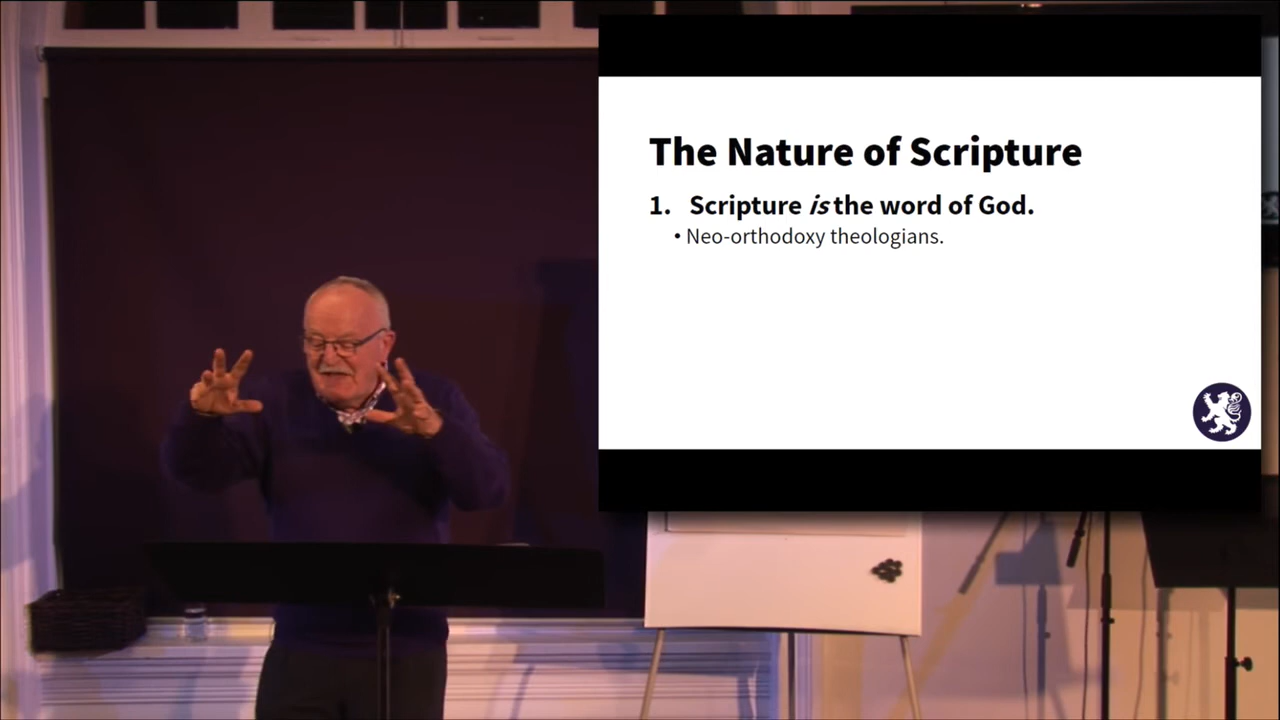 The Nature of Scripture
1. Scripture is the word of God.
• Neo-orthodoxy theologians.